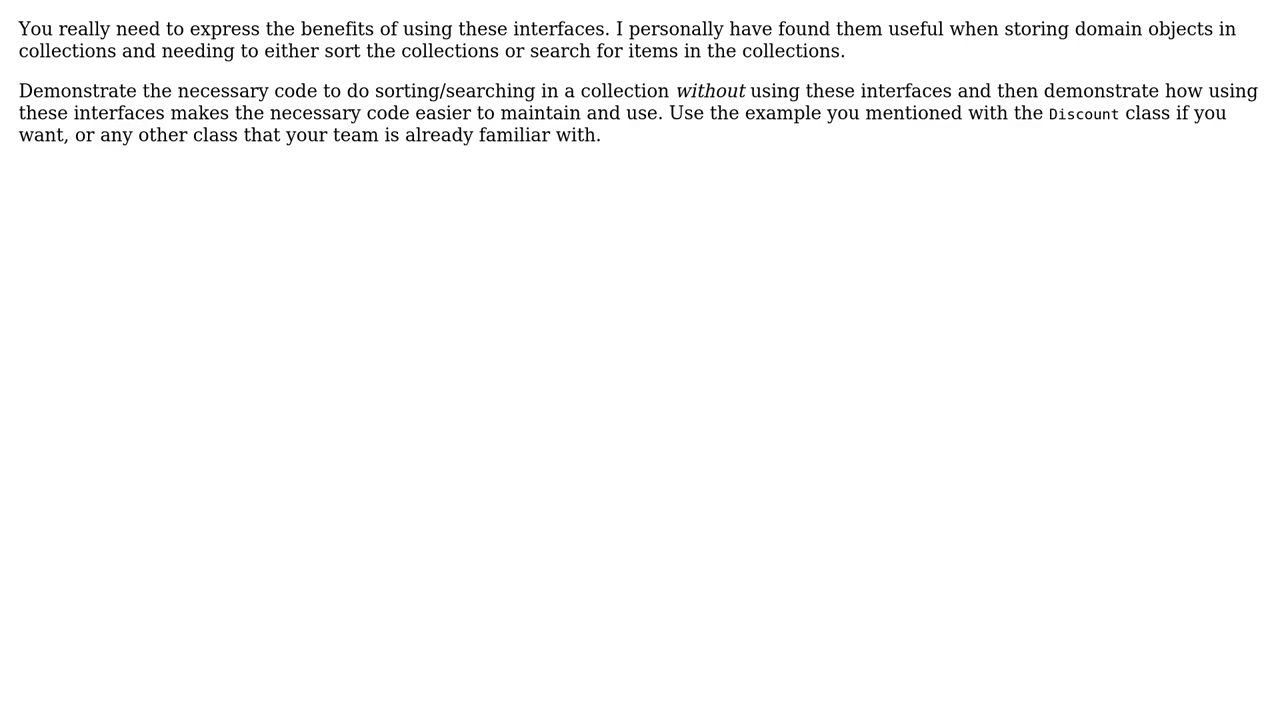 You really need to express the benefits of using these interfaces. I personally have found them useful when storing domain objects in
collections and needing to either sort the collections or search for items in the collections.
Demonstrate the necessary code to do sorting/searching in a collection without using these interfaces and then demonstrate how using
these interfaces makes the necessary code easier to maintain and use. Use the example you mentioned with the Discount class if you
want, or any other class that your team is already familiar with.